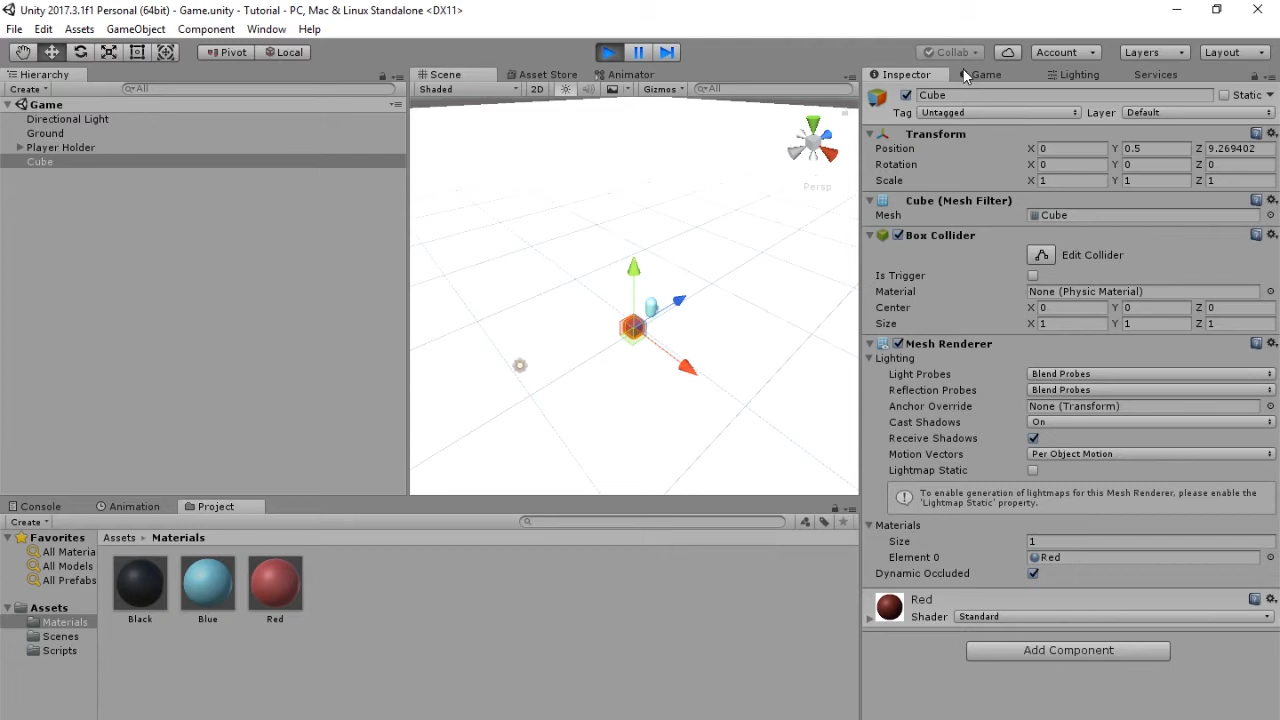 Unity 2017.3.1f1 Personal (64bit) - Game.unity - Tutorial - PC, Mac & Linux Standalone <DX11>
File Edit Assets GameObject Component Window Help
Pivot Local Collab Account Layers Layout
Hierarchy Scene Asset Store Animator Inspector Game Lighting Services
Create All Shaded 2D Gizmos All
Cube Static
Game
Tag Untagged Layer Default
Directional Light
Ground
Player Holder
Cube
Persp
Transform
Position X 0 Y 0.5 Z 9.269402
Rotation X 0 Y 0 Z 0
Scale X 1 Y 1 Z 1
Cube (Mesh Filter)
Mesh Cube
Box Collider
Edit Collider
Is Trigger
Material None (Physic Material)
Center X 0 Y 0 Z 0
Size X 1 Y 1 Z 1
Mesh Renderer
Lighting
Light Probes Blend Probes
Reflection Probes Blend Probes
Anchor Override None (Transform)
Cast Shadows On
Receive Shadows
Motion Vectors Per Object Motion
Lightmap Static
To enable generation of lightmaps for this Mesh Renderer, please enable the
'Lightmap Static' property.
Materials
Size 1
Element 0 Red
Dynamic Occluded
Red
Shader Standard
Add Component
Console Animation Project
Create
Favorites
All Materia
All Models
All Prefabs
Assets
Materials
Scenes
Scripts
Assets Materials
Black Blue Red